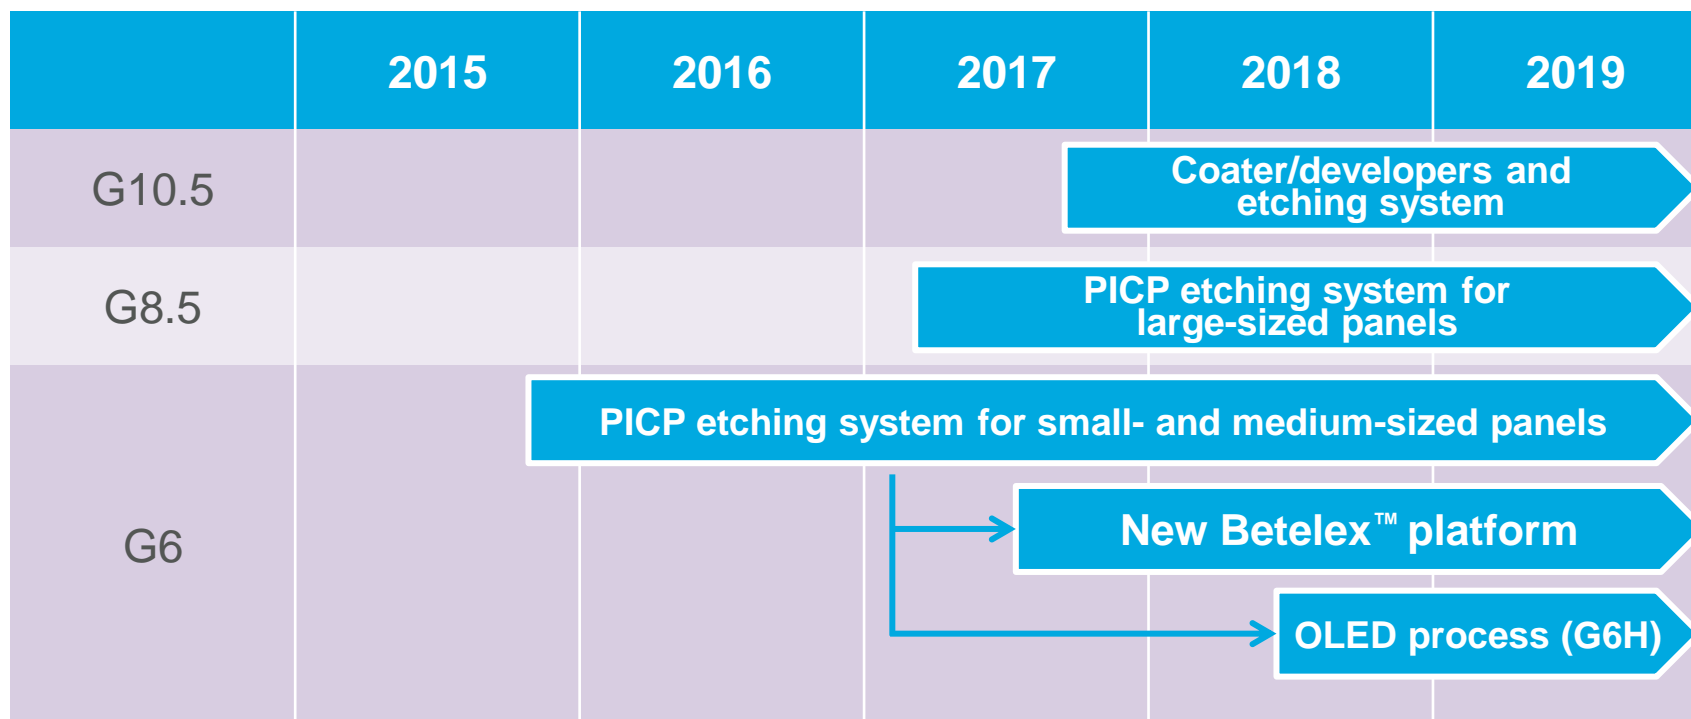 2015 2016 2017 2018 2019
G10.5
Coater/developers and
etching system
G8.5
PICP etching system for
large-sized panels
G6
PICP etching system for small- and medium-sized panels
New Betelex™ platform
OLED process (G6H)